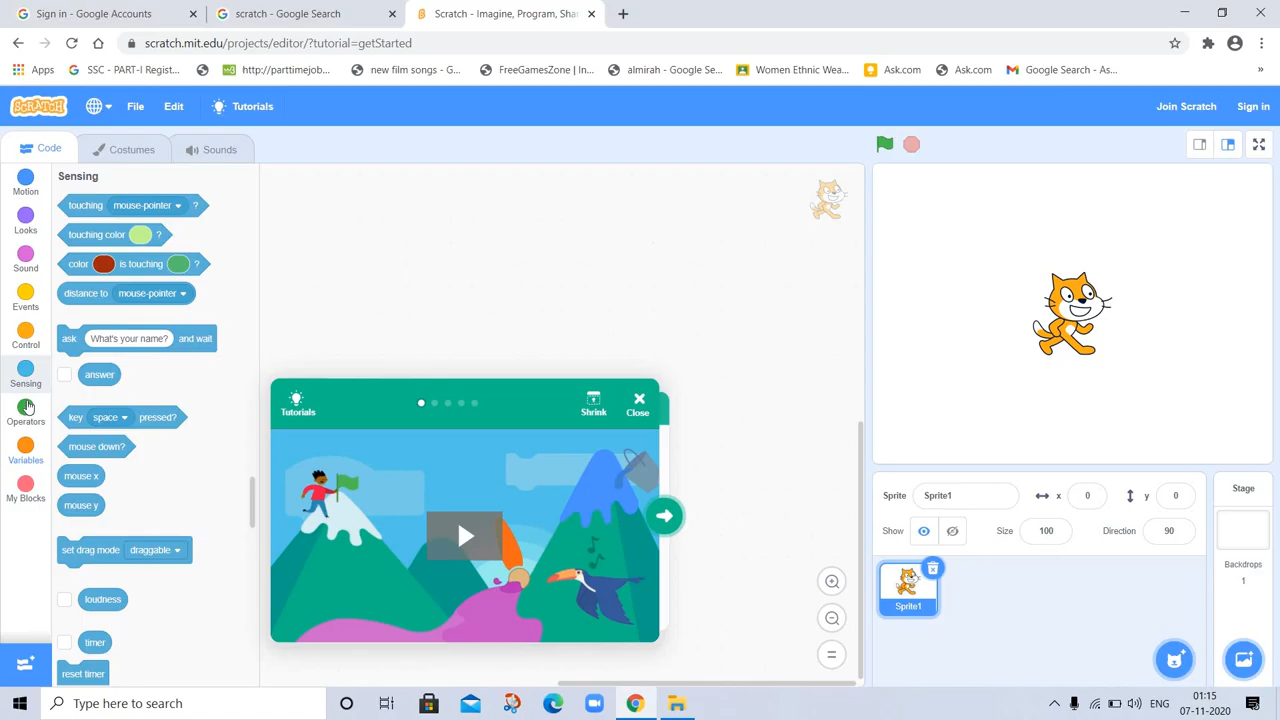 Sign in - Google Accounts
scratch - Google Search
Scratch - Imagine, Program, Sha
scratch.mit.edu/projects/editor/?tutorial=getStarted
Apps
SSC - PART-I Regist...
http://parttimejob...
new film songs - G...
FreeGamesZone | In...
almirah - Google Se...
Women Ethnic Wea...
Ask.com
Ask.com
Google Search - As...
SCRATCH
File
Edit
Tutorials
Join Scratch
Sign in
Code
Costumes
Sounds
Motion
Looks
Sound
Events
Control
Sensing
Operators
Variables
My Blocks
Sensing
touching mouse-pointer ?
touching color ?
color is touching ?
distance to mouse-pointer
ask What's your name? and wait
answer
key space pressed?
mouse down?
mouse x
mouse y
set drag mode draggable
loudness
timer
reset timer
Tutorials
Shrink
Close
Sprite Sprite1 x 0 y 0
Show Size 100 Direction 90
Sprite1
Stage
Backdrops
1
Type here to search
ENG
01:15
07-11-2020